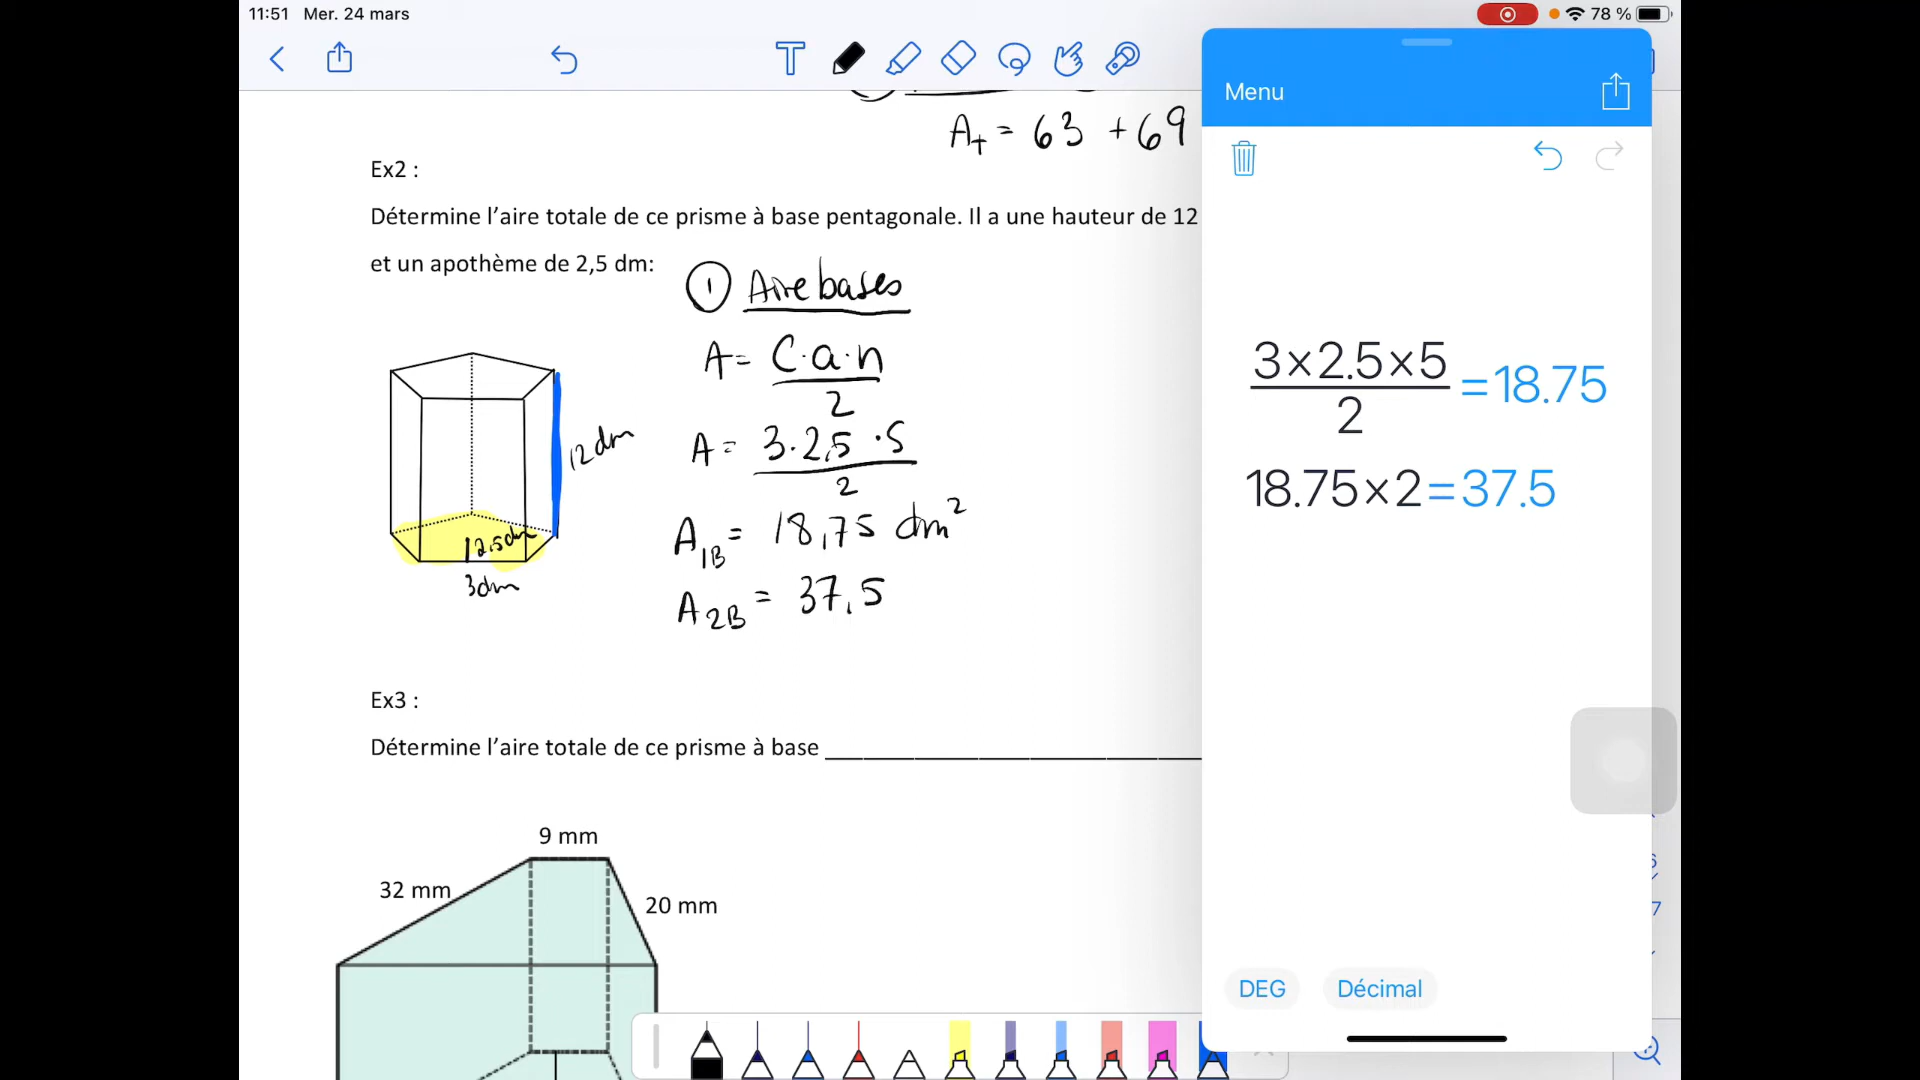 11:51 Mer. 24 mars
78 %
Menu
A_T = 63 + 69
Ex2 :
Détermine l’aire totale de ce prisme à base pentagonale. Il a une hauteur de 12
et un apothème de 2,5 dm:
1 Aire bases
A = C·a·n
2
A = 3·2,5·5
2
A1B = 18,75 dm²
A2B = 37,5
12 dm
2,5 dm
3dm
3×2.5×5
2
=18.75
18.75×2=37.5
Ex3 :
Détermine l’aire totale de ce prisme à base
9 mm
32 mm
20 mm
6
7
DEG
Décimal